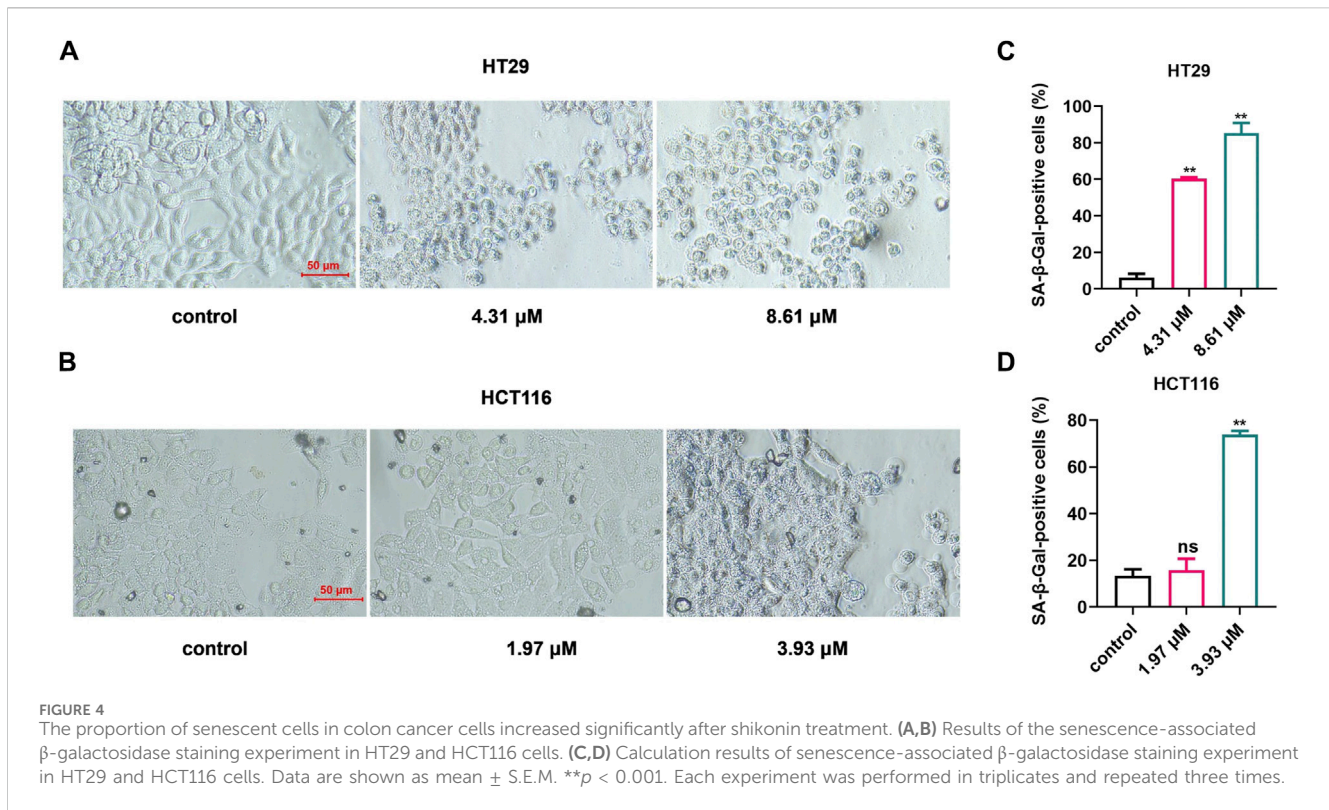 A
HT29
50 µm
control
4.31 µM
8.61 µM
B
HCT116
50 µm
control
1.97 µM
3.93 µM
C
HT29
SA-β-Gal-positive cells (%)
100
80
60
40
20
0
**
**
control
4.31 µM
8.61 µM
D
HCT116
SA-β-Gal-positive cells (%)
80
60
40
20
0
ns
**
control
1.97 µM
3.93 µM
FIGURE 4
The proportion of senescent cells in colon cancer cells increased significantly after shikonin treatment. (A,B) Results of the senescence-associated
β-galactosidase staining experiment in HT29 and HCT116 cells. (C,D) Calculation results of senescence-associated β-galactosidase staining experiment
in HT29 and HCT116 cells. Data are shown as mean ± S.E.M. **p < 0.001. Each experiment was performed in triplicates and repeated three times.